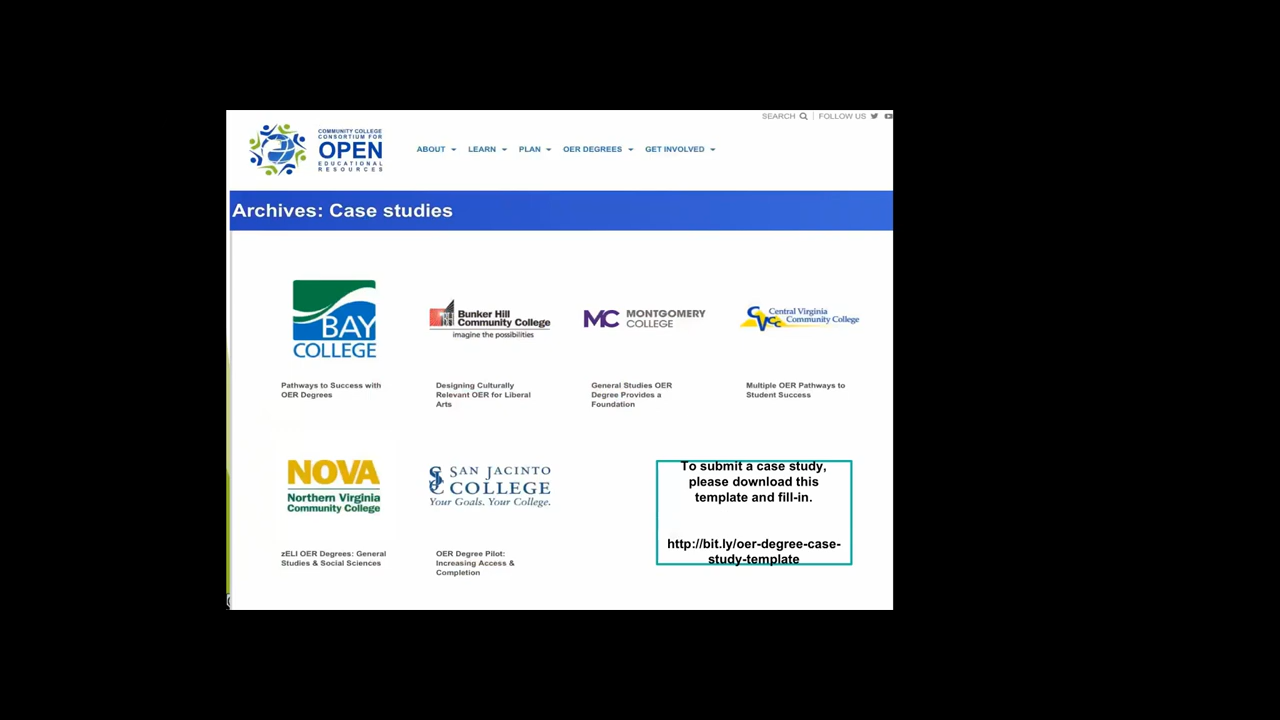 SEARCH | FOLLOW US
COMMUNITY COLLEGE
CONSORTIUM FOR
OPEN
EDUCATIONAL
RESOURCES
ABOUT LEARN PLAN OER DEGREES GET INVOLVED
Archives: Case studies
BAY
COLLEGE
Bunker Hill
Community College
imagine the possibilities
MC MONTGOMERY
COLLEGE
CVCC Central Virginia
Community College
Pathways to Success with
OER Degrees
Designing Culturally
Relevant OER for Liberal
Arts
General Studies OER
Degree Provides a
Foundation
Multiple OER Pathways to
Student Success
NOVA
Northern Virginia
Community College
SJC SAN JACINTO
COLLEGE
Your Goals. Your College.
zELI OER Degrees: General
Studies & Social Sciences
OER Degree Pilot:
Increasing Access &
Completion
To submit a case study,
please download this
template and fill-in.
http://bit.ly/oer-degree-case-
study-template